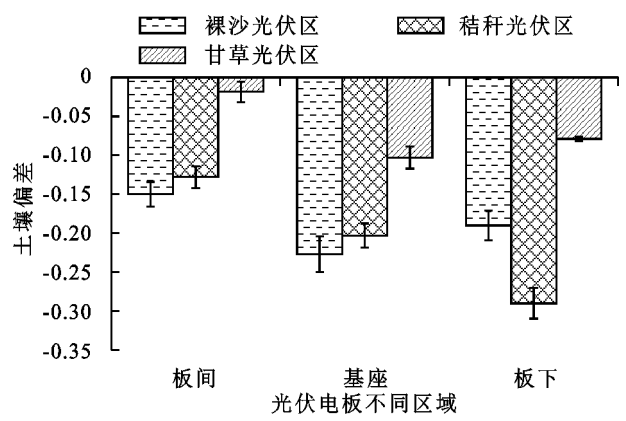 裸沙光伏区 秸秆光伏区
甘草光伏区
0
-0.05
-0.10
-0.15
-0.20
-0.25
-0.30
-0.35
土壤偏差
板间 基座 板下
光伏电板不同区域